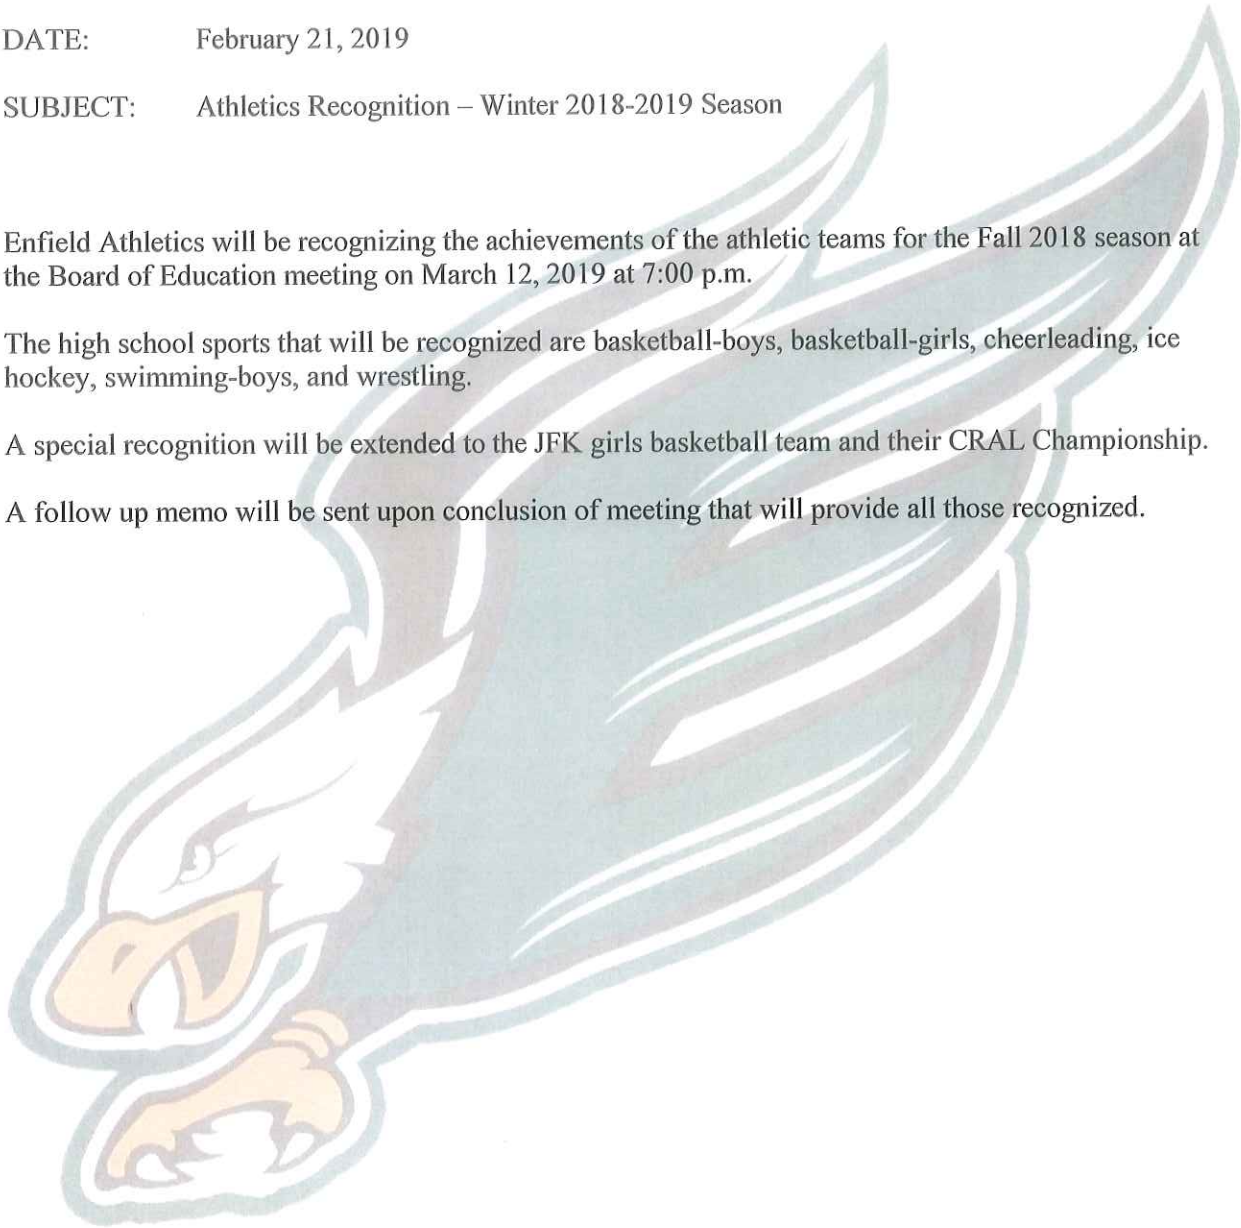 DATE: February 21, 2019
SUBJECT: Athletics Recognition – Winter 2018-2019 Season
Enfield Athletics will be recognizing the achievements of the athletic teams for the Fall 2018 season at
the Board of Education meeting on March 12, 2019 at 7:00 p.m.
The high school sports that will be recognized are basketball-boys, basketball-girls, cheerleading, ice
hockey, swimming-boys, and wrestling.
A special recognition will be extended to the JFK girls basketball team and their CRAL Championship.
A follow up memo will be sent upon conclusion of meeting that will provide all those recognized.